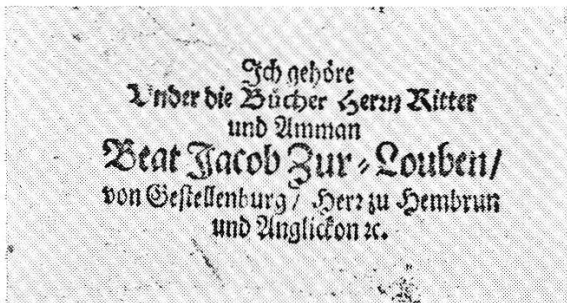 Ich gehöre
Vnder die Bücher Herrn Ritter
und Amman
Beat Jacob Zur-Louben/
von Gestellenburg/ Herr zu Hembrun
und Anglickon ꝛc.